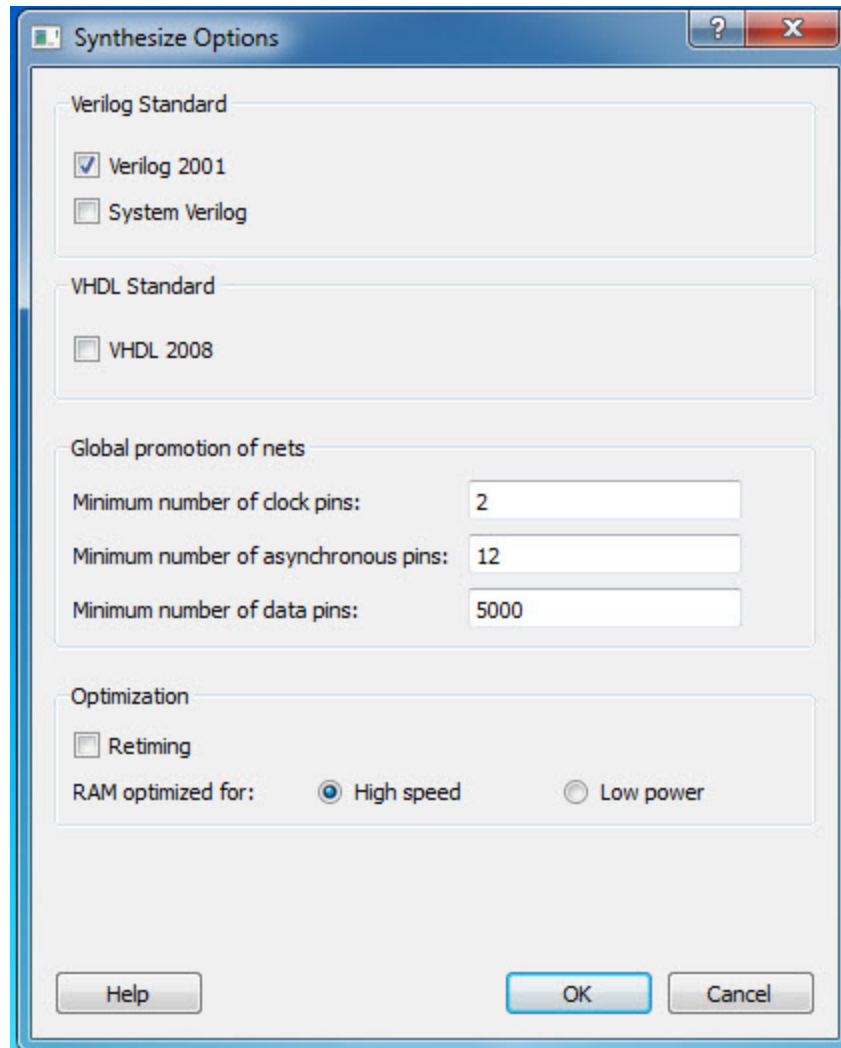 Synthesize Options
Verilog Standard
Verilog 2001
System Verilog
VHDL Standard
VHDL 2008
Global promotion of nets
Minimum number of clock pins: 2
Minimum number of asynchronous pins: 12
Minimum number of data pins: 5000
Optimization
Retiming
RAM optimized for: High speed Low power
Help OK Cancel